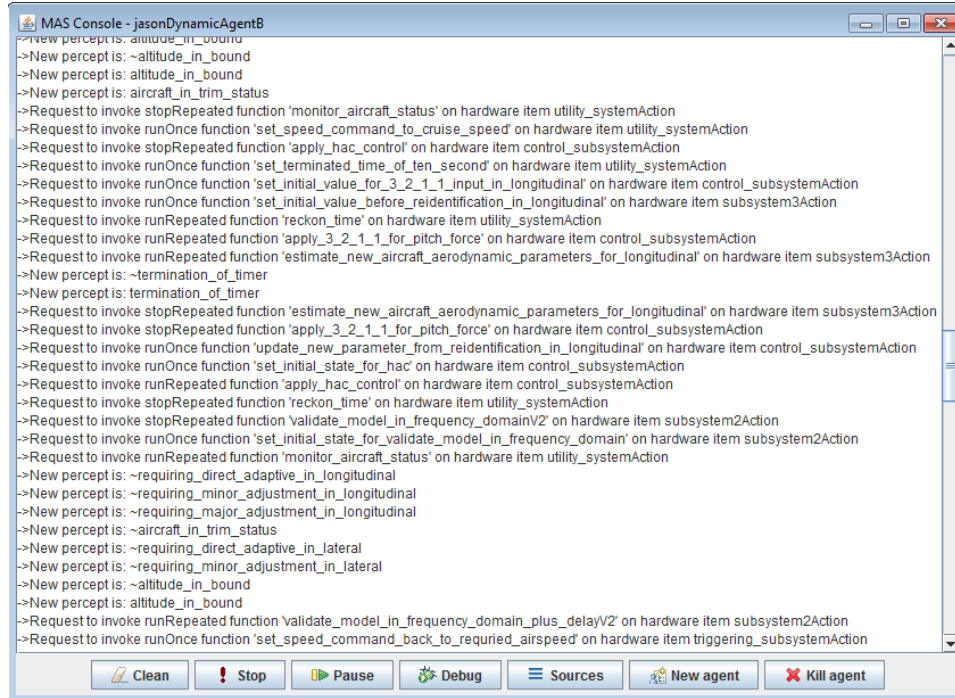 MAS Console - jasonDynamicAgentB
->New percept is: altitude_in_bound
->New percept is: ~altitude_in_bound
->New percept is: altitude_in_bound
->New percept is: aircraft_in_trim_status
->Request to invoke stopRepeated function 'monitor_aircraft_status' on hardware item utility_systemAction
->Request to invoke runOnce function 'set_speed_command_to_cruise_speed' on hardware item utility_systemAction
->Request to invoke stopRepeated function 'apply_hac_control' on hardware item control_subsystemAction
->Request to invoke runOnce function 'set_terminated_time_of_ten_second' on hardware item utility_systemAction
->Request to invoke runOnce function 'set_initial_value_for_3_2_1_1_input_in_longitudinal' on hardware item control_subsystemAction
->Request to invoke runOnce function 'set_initial_value_before_reidentification_in_longitudinal' on hardware item subsystem3Action
->Request to invoke runRepeated function 'reckon_time' on hardware item utility_systemAction
->Request to invoke runRepeated function 'apply_3_2_1_1_for_pitch_force' on hardware item control_subsystemAction
->Request to invoke runRepeated function 'estimate_new_aircraft_aerodynamic_parameters_for_longitudinal' on hardware item subsystem3Action
->New percept is: ~termination_of_timer
->New percept is: termination_of_timer
->Request to invoke stopRepeated function 'estimate_new_aircraft_aerodynamic_parameters_for_longitudinal' on hardware item subsystem3Action
->Request to invoke stopRepeated function 'apply_3_2_1_1_for_pitch_force' on hardware item control_subsystemAction
->Request to invoke runOnce function 'update_new_parameter_from_reidentification_in_longitudinal' on hardware item control_subsystemAction
->Request to invoke runOnce function 'set_initial_state_for_hac' on hardware item control_subsystemAction
->Request to invoke runRepeated function 'apply_hac_control' on hardware item control_subsystemAction
->Request to invoke stopRepeated function 'reckon_time' on hardware item utility_systemAction
->Request to invoke stopRepeated function 'validate_model_in_frequency_domainV2' on hardware item subsystem2Action
->Request to invoke runOnce function 'set_initial_state_for_validate_model_in_frequency_domain' on hardware item subsystem2Action
->Request to invoke runRepeated function 'monitor_aircraft_status' on hardware item utility_systemAction
->New percept is: ~requiring_direct_adaptive_in_longitudinal
->New percept is: ~requiring_minor_adjustment_in_longitudinal
->New percept is: ~requiring_major_adjustment_in_longitudinal
->New percept is: ~aircraft_in_trim_status
->New percept is: ~requiring_direct_adaptive_in_lateral
->New percept is: ~requiring_minor_adjustment_in_lateral
->New percept is: ~altitude_in_bound
->New percept is: altitude_in_bound
->Request to invoke runRepeated function 'validate_model_in_frequency_domain_plus_delayV2' on hardware item subsystem2Action
->Request to invoke runOnce function 'set_speed_command_back_to_requried_airspeed' on hardware item triggering_subsystemAction
Clean Stop Pause Debug Sources New agent Kill agent